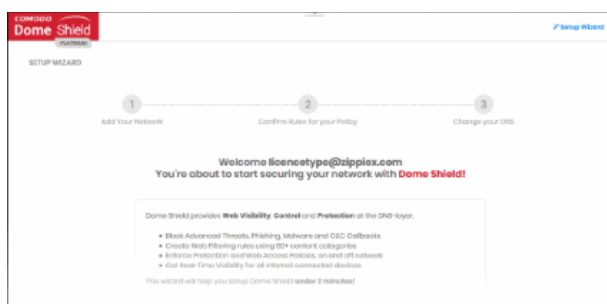 COMODO
Dome Shield
PLATINUM
Setup Wizard
SETUP WIZARD
1
2
3
Add Your Network
Confirm Rules for your Policy
Change your DNS
Welcome licencetype@zippiex.com
You're about to start securing your network with Dome Shield!
Dome Shield provides Web Visibility, Control and Protection at the DNS-layer.
Block Advanced Threats, Phishing, Malware and C&C Callbacks
Create Web Filtering rules using 80+ content categories
Enforce Protection and Web Access Policies, on and off network
Get Real-Time Visibility for all internet connected devices
This wizard will help you setup Dome Shield under 2 minutes!